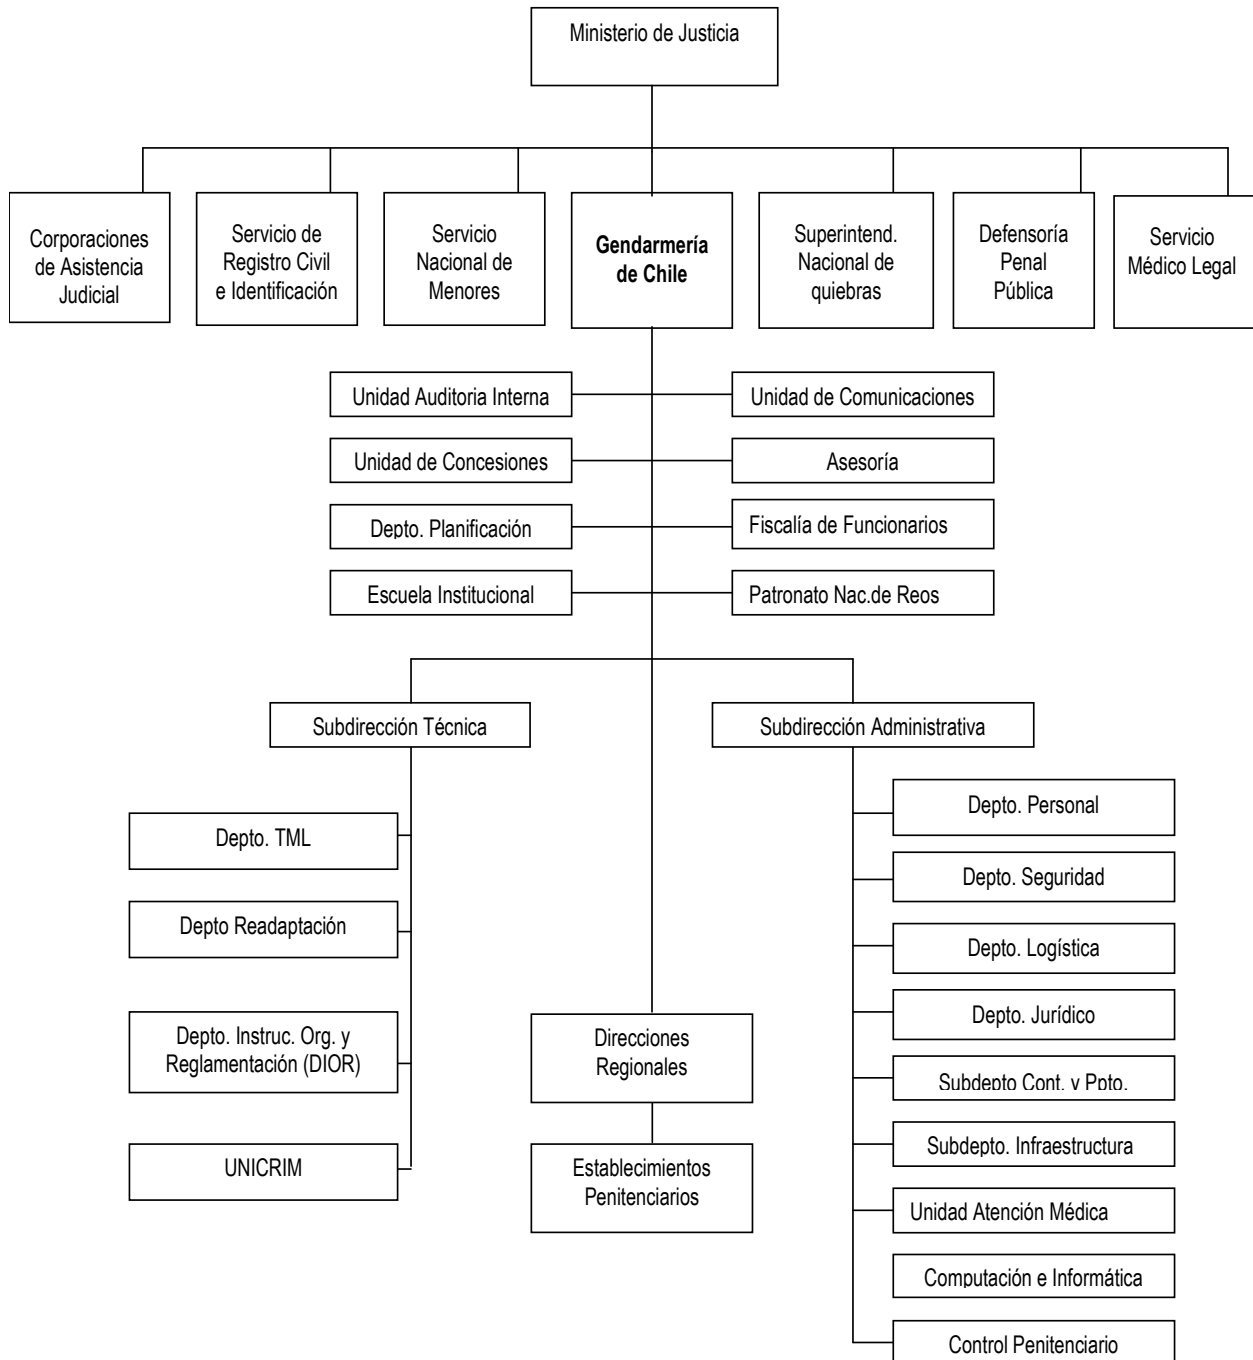 Ministerio de Justicia
Corporaciones
de Asistencia
Judicial
Servicio de
Registro Civil
e Identificación
Servicio
Nacional de
Menores
Gendarmería
de Chile
Superintend.
Nacional de
quiebras
Defensoría
Penal
Pública
Servicio
Médico Legal
Unidad Auditoria Interna
Unidad de Comunicaciones
Unidad de Concesiones
Asesoría
Depto. Planificación
Fiscalía de Funcionarios
Escuela Institucional
Patronato Nac.de Reos
Subdirección Técnica
Subdirección Administrativa
Depto. TML
Depto Readaptación
Depto. Instruc. Org. y
Reglamentación (DIOR)
UNICRIM
Direcciones
Regionales
Establecimientos
Penitenciarios
Depto. Personal
Depto. Seguridad
Depto. Logística
Depto. Jurídico
Subdepto Cont. y Ppto.
Subdepto. Infraestructura
Unidad Atención Médica
Computación e Informática
Control Penitenciario